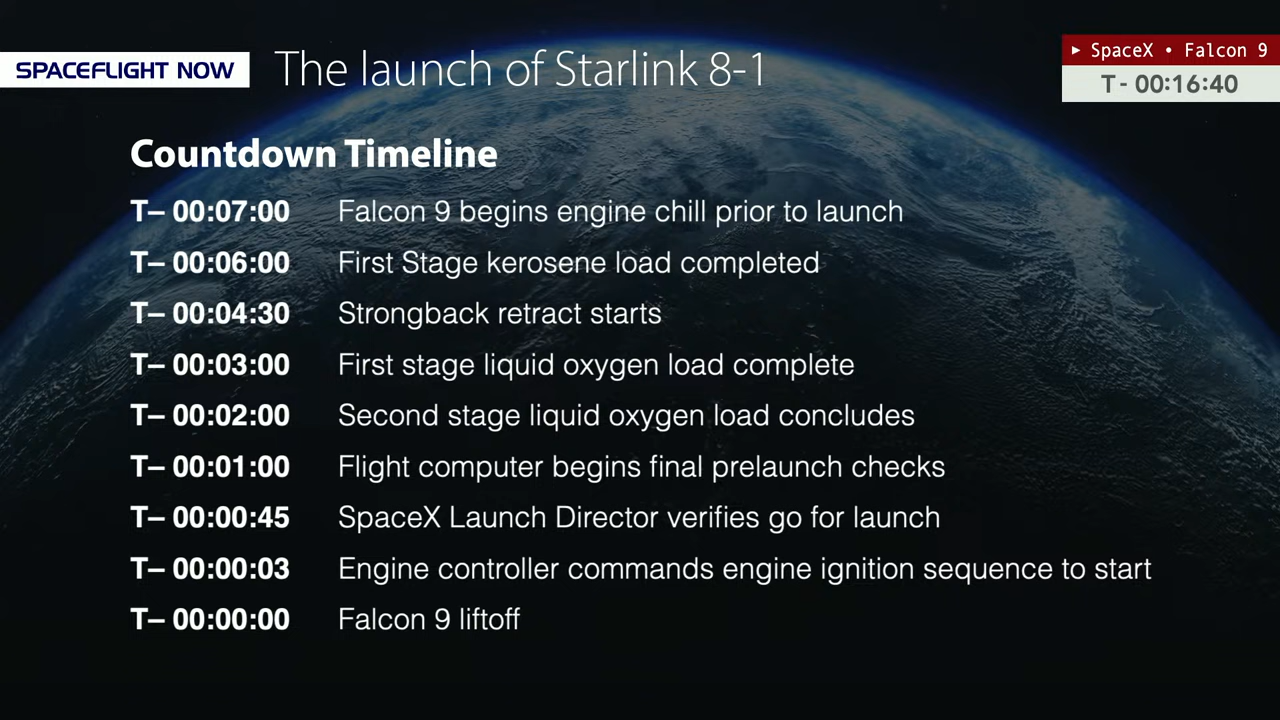 SPACEFLIGHT NOW
The launch of Starlink 8-1
▸ SpaceX • Falcon 9
T- 00:16:40
Countdown Timeline
T– 00:07:00 Falcon 9 begins engine chill prior to launch
T– 00:06:00 First Stage kerosene load completed
T– 00:04:30 Strongback retract starts
T– 00:03:00 First stage liquid oxygen load complete
T– 00:02:00 Second stage liquid oxygen load concludes
T– 00:01:00 Flight computer begins final prelaunch checks
T– 00:00:45 SpaceX Launch Director verifies go for launch
T– 00:00:03 Engine controller commands engine ignition sequence to start
T– 00:00:00 Falcon 9 liftoff